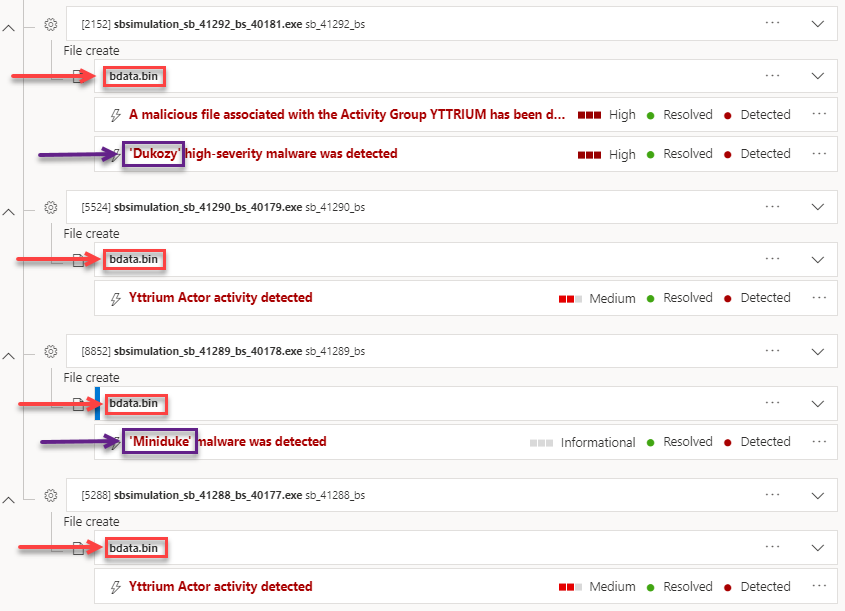 [2152] sbsimulation_sb_41292_bs_40181.exe sb_41292_bs ...
File create
bdata.bin ...
A malicious file associated with the Activity Group YTTRIUM has been d... High Resolved Detected ...
'Dukozy' high-severity malware was detected High Resolved Detected ...
[5524] sbsimulation_sb_41290_bs_40179.exe sb_41290_bs ...
File create
bdata.bin ...
Yttrium Actor activity detected Medium Resolved Detected ...
[8852] sbsimulation_sb_41289_bs_40178.exe sb_41289_bs ...
File create
bdata.bin ...
'Miniduke' malware was detected Informational Resolved Detected ...
[5288] sbsimulation_sb_41288_bs_40177.exe sb_41288_bs ...
File create
bdata.bin ...
Yttrium Actor activity detected Medium Resolved Detected ...